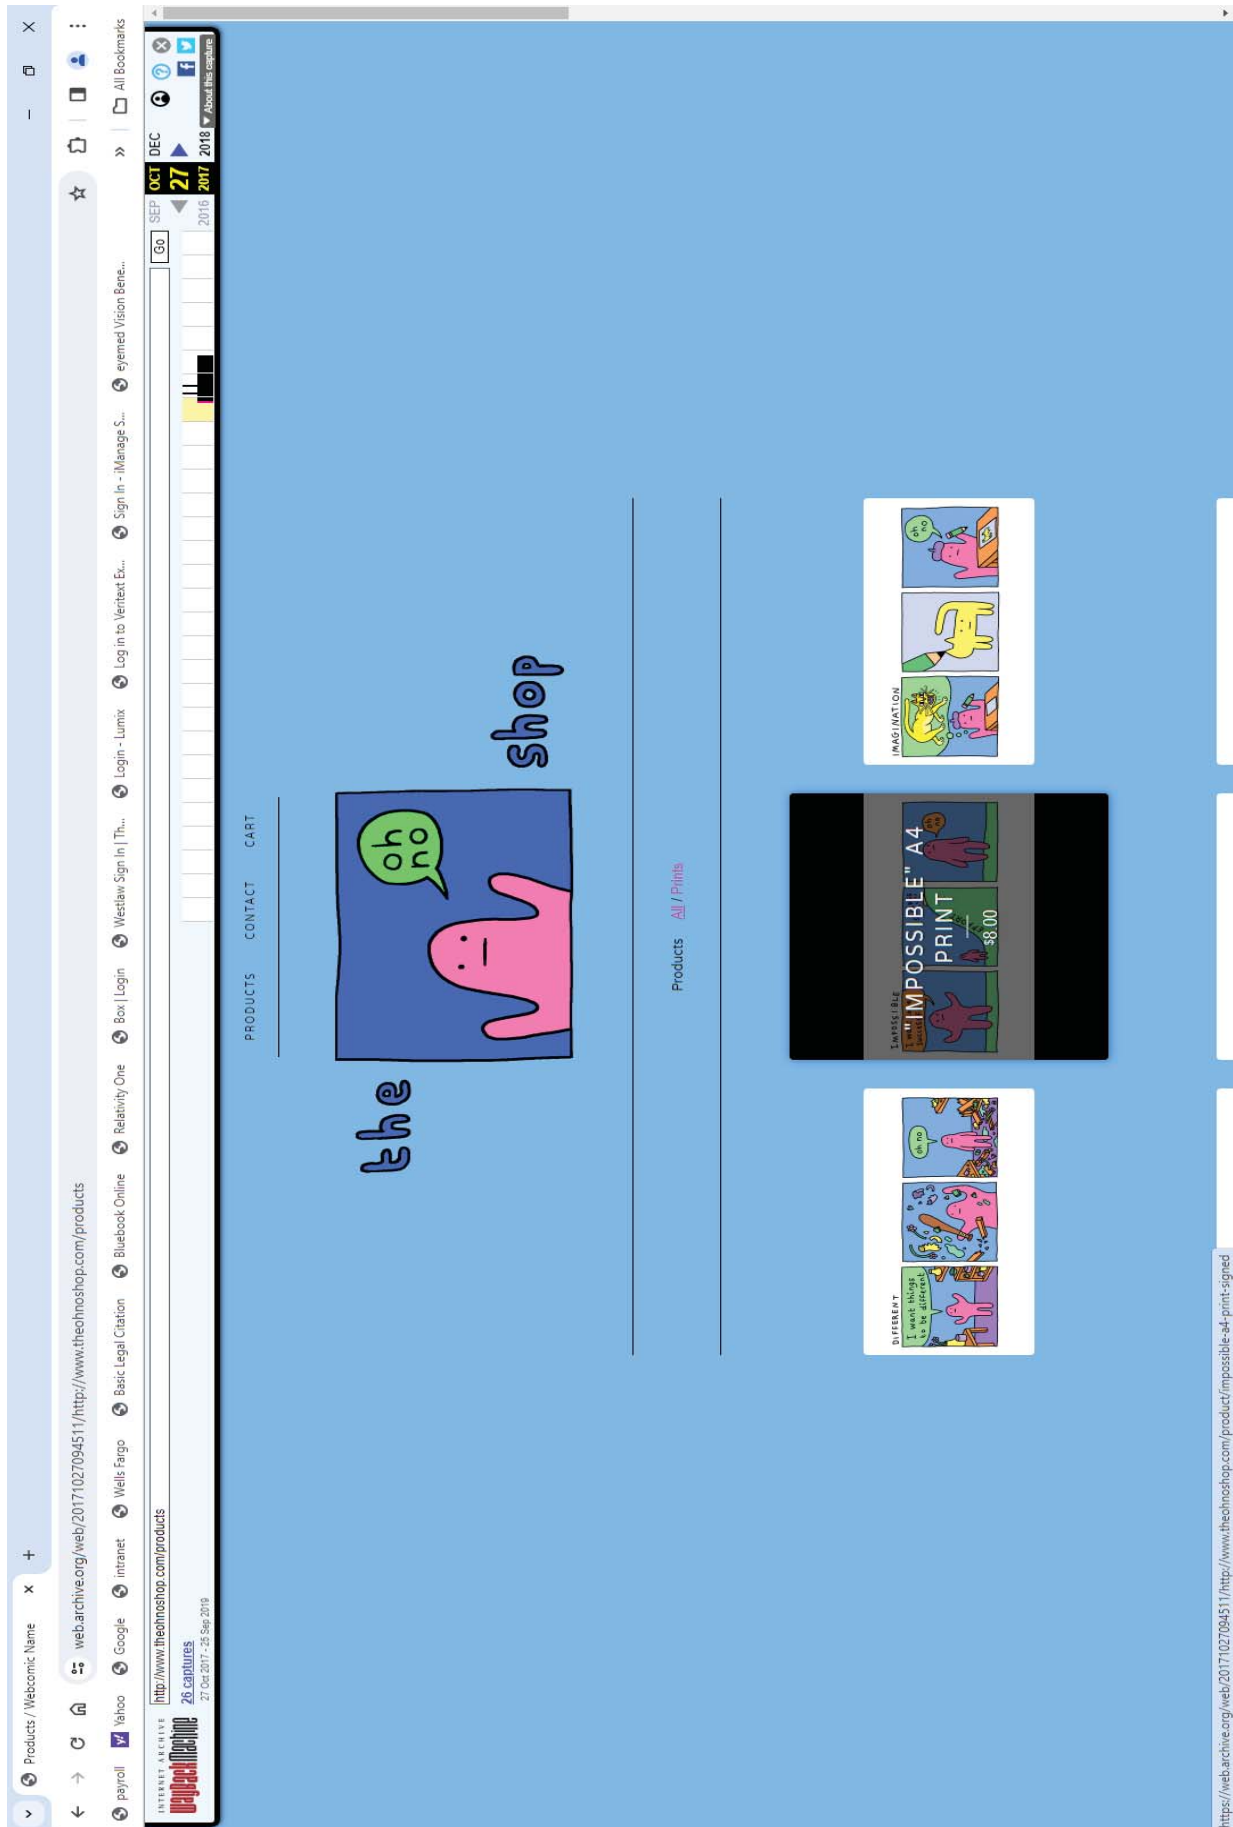 Products / Webcomic Name
web.archive.org/web/20171027094511/http://www.theohnoshop.com/products
payroll Yahoo Google intranet Wells Fargo Basic Legal Citation Bluebook Online Relativity One Box | Login Westlaw Sign In | Th... Login - Lumix Log in to Veritext Ex... Sign In - iManage S... eyemed Vision Bene... » All Bookmarks
INTERNET ARCHIVE
WayBackMachine
http://www.theohnoshop.com/products Go
SEP OCT DEC
26 captures
27
27 Oct 2017 - 25 Sep 2019
2016 2017 2018
About this capture
PRODUCTS CONTACT CART
the
oh
no
shop
Products All / Prints
DIFFERENT
I want things
to be different
oh no
IMPOSSIBLE
"IMPOSSIBLE" A4
PRINT
$8.00
oh
no
IMAGINATION
oh
no
https://web.archive.org/web/20171027094511/http://www.theohnoshop.com/product/impossible-a4-print-signed